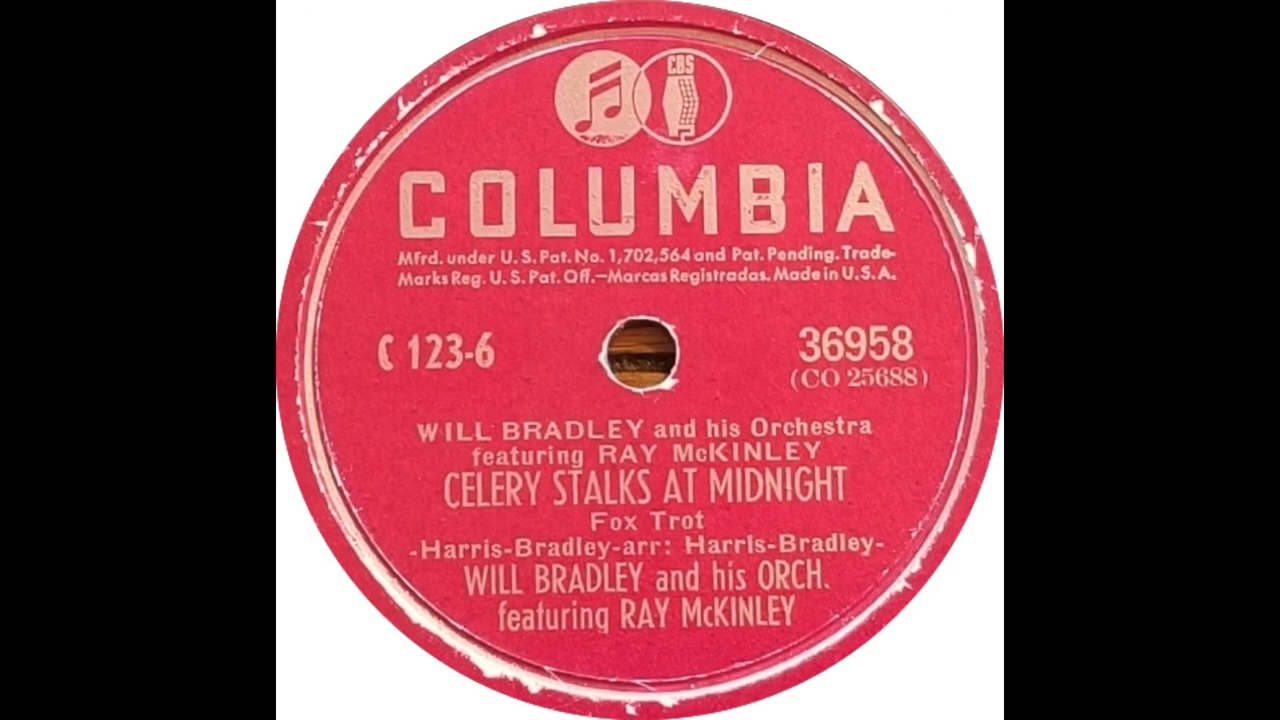 CBS
COLUMBIA
Mfrd. under U.S. Pat. No. 1,702,564 and Pat. Pending. Trade-
Marks Reg. U.S. Pat. Off.—Marcas Registradas. Made in U.S.A.
C 123-6
36958
(CO 25688)
WILL BRADLEY and his Orchestra
featuring RAY McKINLEY
CELERY STALKS AT MIDNIGHT
Fox Trot
-Harris-Bradley-arr: Harris-Bradley-
WILL BRADLEY and his ORCH.
featuring RAY McKINLEY